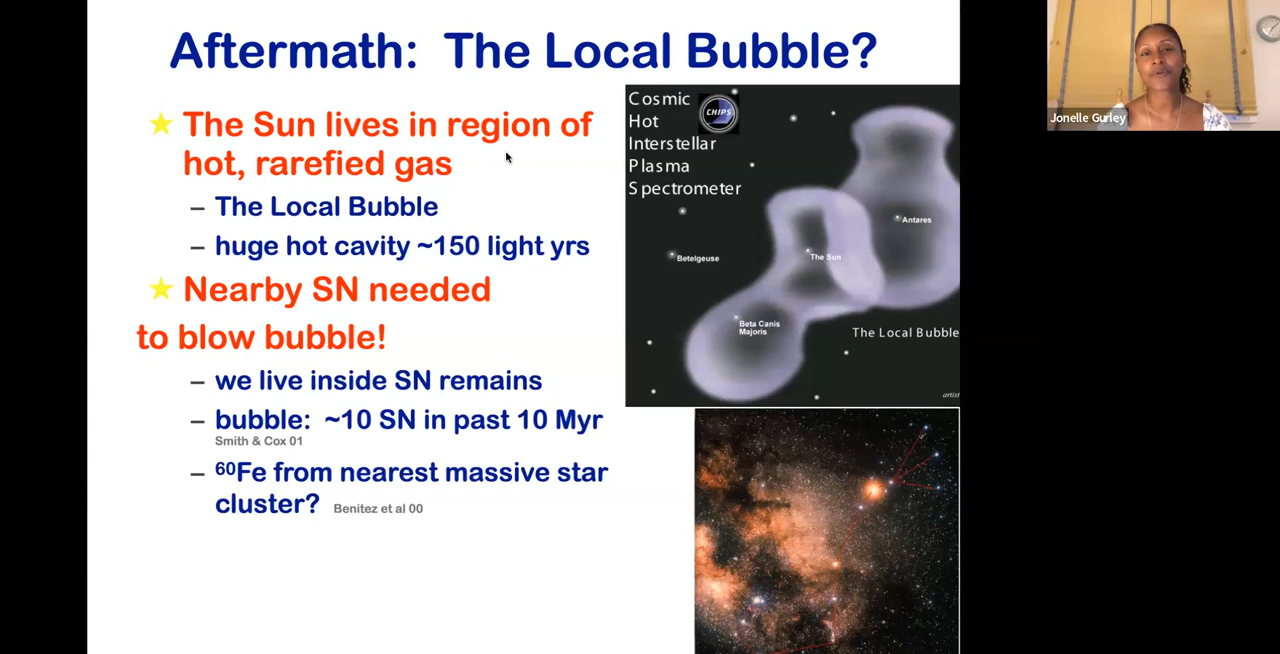 Aftermath: The Local Bubble?
The Sun lives in region of
hot, rarefied gas
– The Local Bubble
– huge hot cavity ~150 light yrs
Nearby SN needed
to blow bubble!
– we live inside SN remains
– bubble: ~10 SN in past 10 Myr
Smith & Cox 01
– ⁶⁰Fe from nearest massive star
cluster? Benitez et al 00
Cosmic
Hot
Interstellar
Plasma
Spectrometer
CHIPS
Antares
Betelgeuse
The Sun
Beta Canis
Majoris
The Local Bubble
artist
Jonelle Gurley